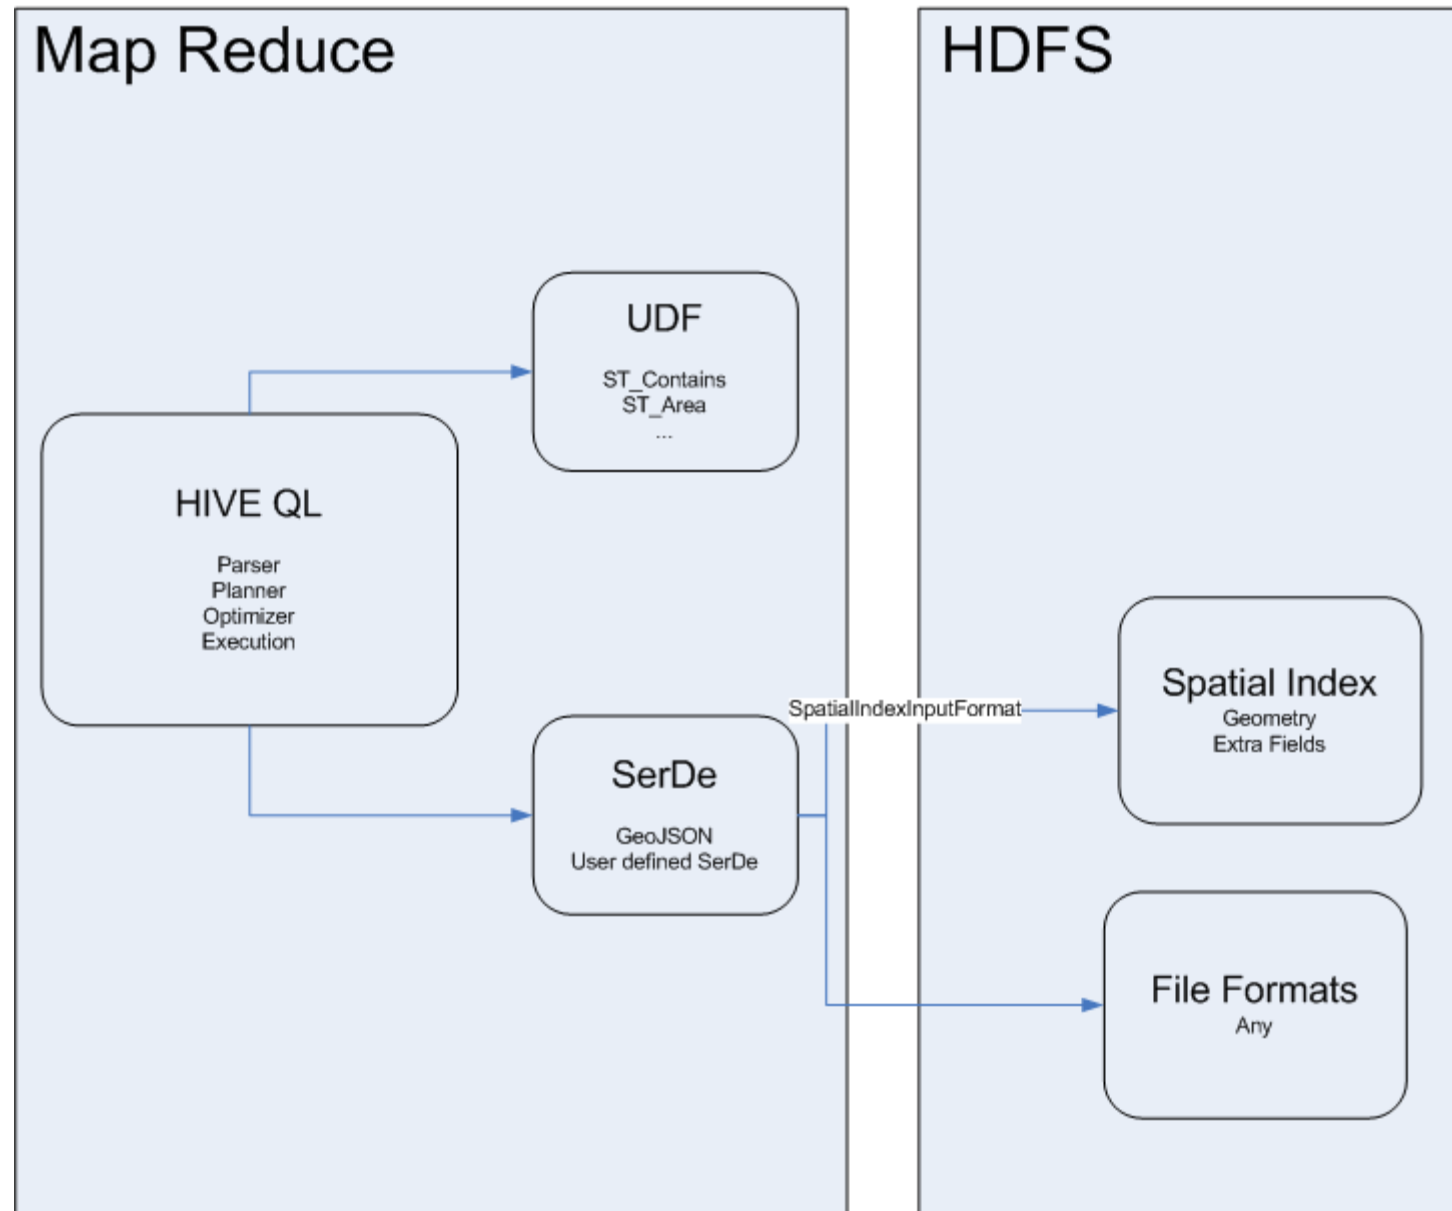 Map Reduce
HDFS
UDF
ST_Contains
ST_Area
...
HIVE QL
Parser
Planner
Optimizer
Execution
SpatialIndexInputFormat
Spatial Index
Geometry
Extra Fields
SerDe
GeoJSON
User defined SerDe
File Formats
Any